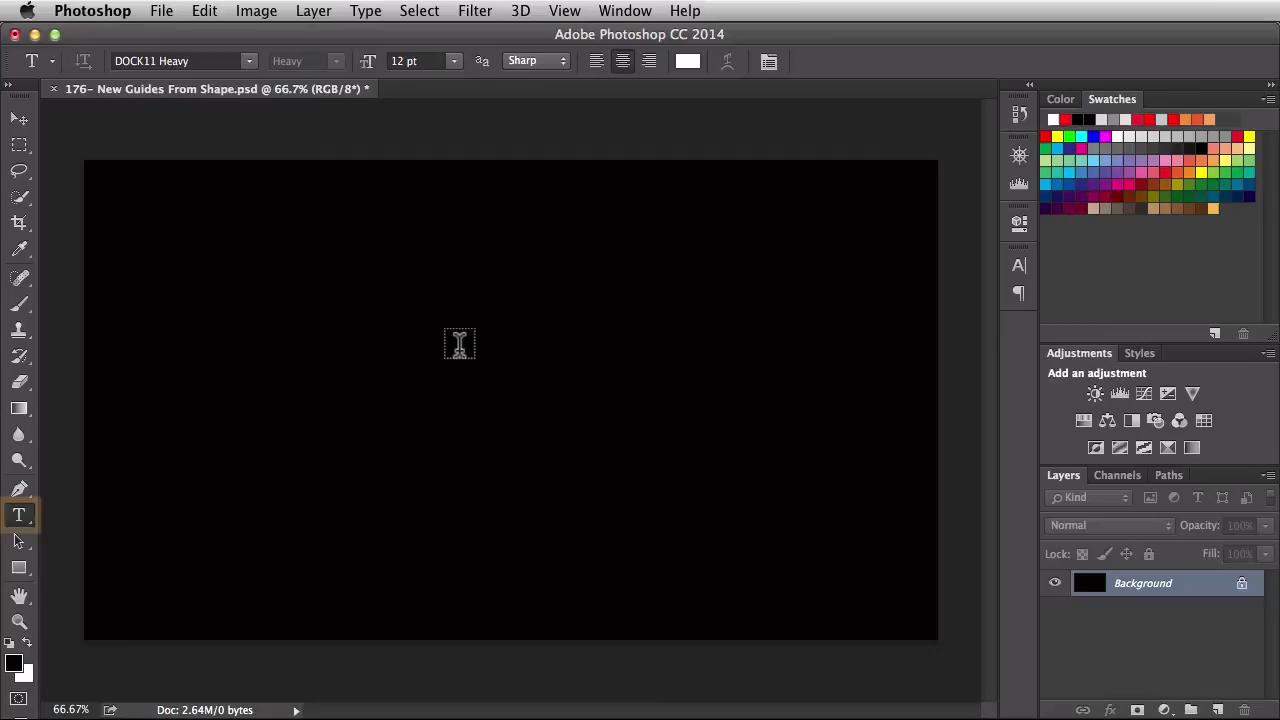 Photoshop File Edit Image Layer Type Select Filter 3D View Window Help
Adobe Photoshop CC 2014
T DOCK11 Heavy Heavy 12 pt Sharp
176- New Guides From Shape.psd @ 66.7% (RGB/8*) *
Color Swatches
Adjustments Styles
Add an adjustment
Layers Channels Paths
Kind
Normal Opacity: 100%
Lock: Fill: 100%
Background
66.67% Doc: 2.64M/0 bytes